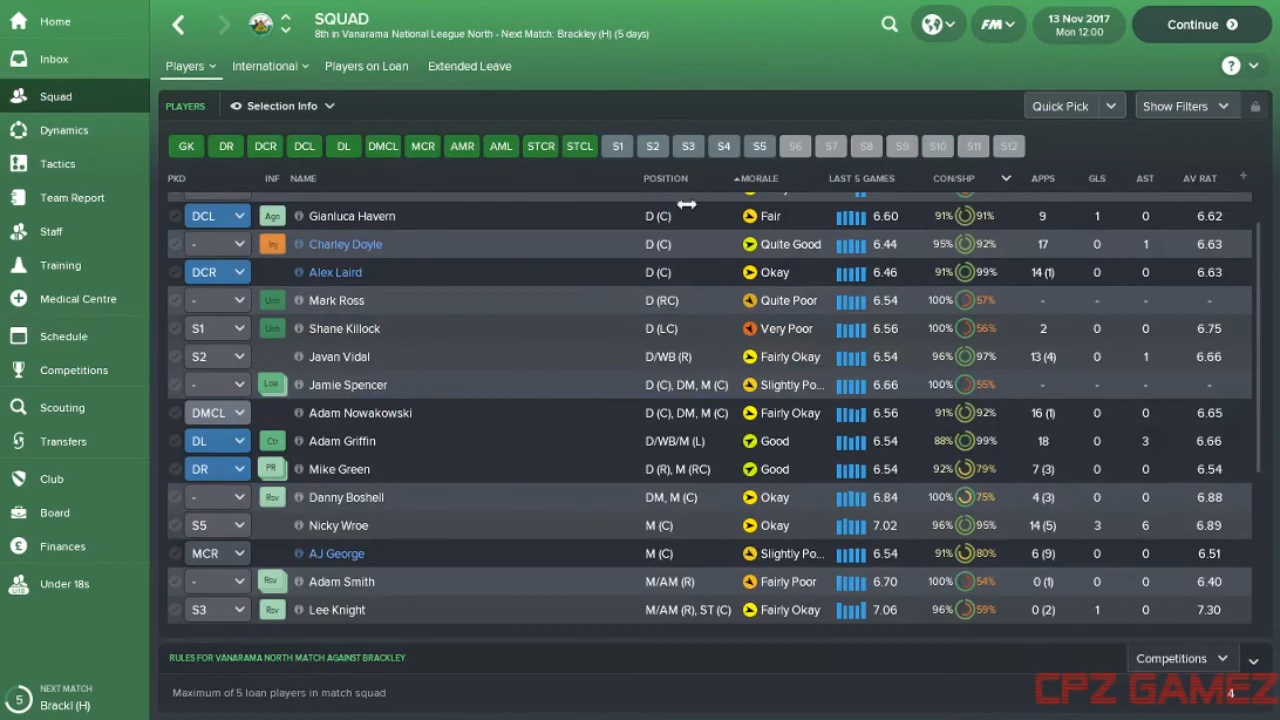 Home
Inbox
Squad
Dynamics
Tactics
Team Report
Staff
Training
Medical Centre
Schedule
Competitions
Scouting
Transfers
Club
Board
Finances
Under 18s
5 NEXT MATCH
Brackl (H)
SQUAD
8th in Vanarama National League North - Next Match: Brackley (H) (5 days)
FM
13 Nov 2017
Mon 12:00
Continue
Players International Players on Loan Extended Leave
?
PLAYERS Selection Info Quick Pick Show Filters
GK DR DCR DCL DL DMCL MCR AMR AML STCR STCL S1 S2 S3 S4 S5 S6 S7 S8 S9 S10 S11 S12
PKD INF NAME POSITION MORALE LAST 5 GAMES CON/SHP APPS GLS AST AV RAT +
DCL Agn Gianluca Havern D (C) Fair 6.60 91% 91% 9 1 0 6.62
- Inj Charley Doyle D (C) Quite Good 6.44 95% 92% 17 0 1 6.63
DCR Alex Laird D (C) Okay 6.46 91% 99% 14 (1) 0 0 6.63
- Unh Mark Ross D (RC) Quite Poor 6.54 100% 57% - - - -
S1 Unh Shane Killock D (LC) Very Poor 6.56 100% 56% 2 0 0 6.75
S2 Javan Vidal D/WB (R) Fairly Okay 6.54 96% 97% 13 (4) 0 1 6.66
- Loa Jamie Spencer D (C), DM, M (C) Slightly Po... 6.66 100% 55% - - - -
DMCL Adam Nowakowski D (C), DM, M (C) Fairly Okay 6.56 91% 92% 16 (1) 0 0 6.65
DL Ctr Adam Griffin D/WB/M (L) Good 6.54 88% 99% 18 0 3 6.66
DR PR Mike Green D (R), M (RC) Good 6.54 92% 79% 7 (3) 0 0 6.54
- Rsv Danny Boshell DM, M (C) Okay 6.84 100% 75% 4 (3) 0 0 6.88
S5 Nicky Wroe M (C) Okay 7.02 96% 95% 14 (5) 3 6 6.89
MCR AJ George M (C) Slightly Po... 6.54 91% 80% 6 (9) 0 0 6.51
- Rsv Adam Smith M/AM (R) Fairly Poor 6.70 100% 54% 0 (1) 0 0 6.40
S3 Rsv Lee Knight M/AM (R), ST (C) Fairly Okay 7.06 96% 59% 0 (2) 1 0 7.30
RULES FOR VANARAMA NORTH MATCH AGAINST BRACKLEY Competitions
Maximum of 5 loan players in match squad 4
CPZ GAMEZ